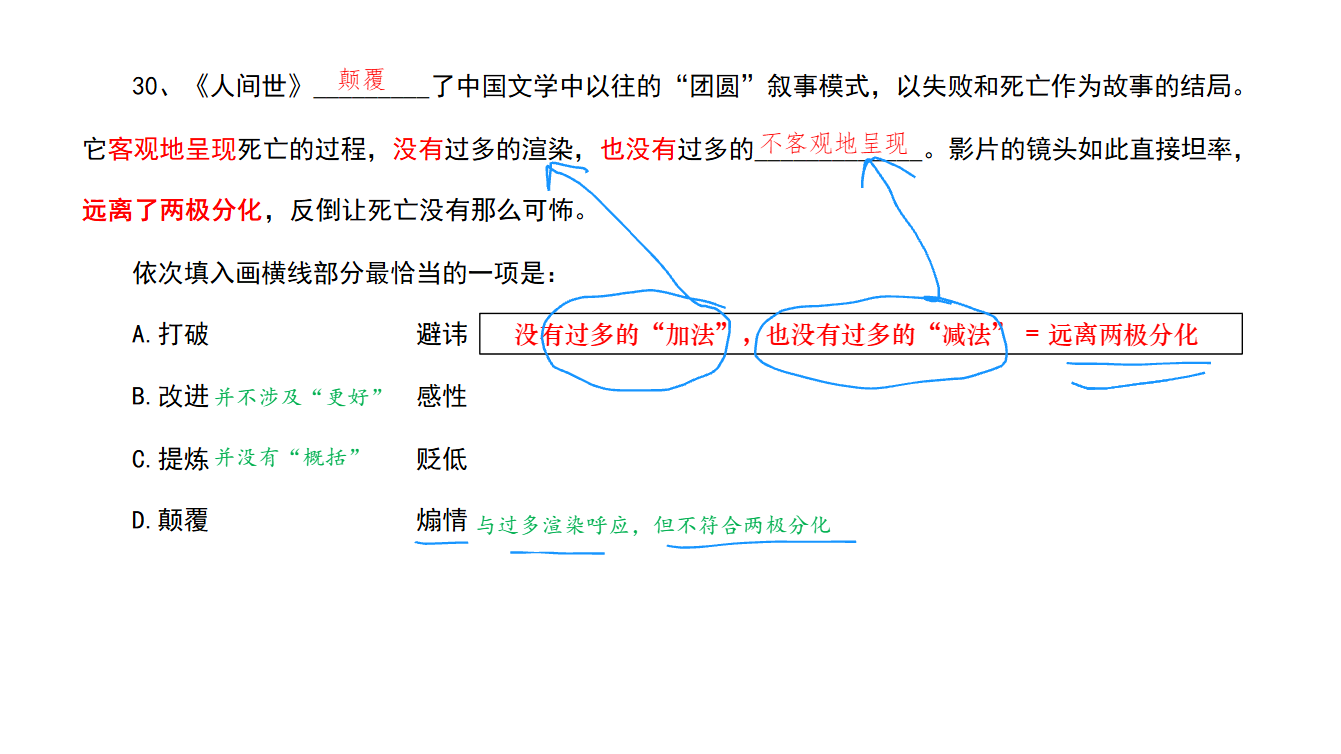 30、《人间世》颠覆了中国文学中以往的“团圆”叙事模式，以失败和死亡作为故事的结局。
它客观地呈现死亡的过程，没有过多的渲染，也没有过多的不客观地呈现。影片的镜头如此直接坦率，
远离了两极分化，反倒让死亡没有那么可怖。
依次填入画横线部分最恰当的一项是：
A.打破 避讳 没有过多的“加法”，也没有过多的“减法” = 远离两极分化
B.改进 并不涉及“更好” 感性
C.提炼 并没有“概括” 贬低
D.颠覆 煽情 与过多渲染呼应，但不符合两极分化